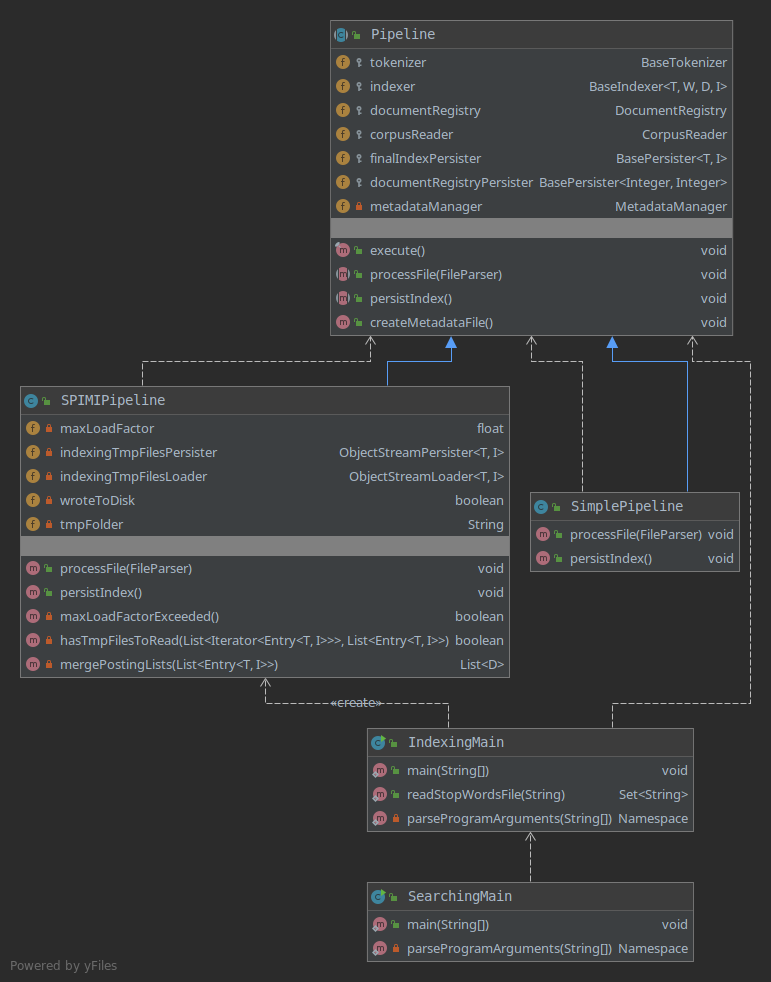 Pipeline
tokenizer BaseTokenizer
indexer BaseIndexer<T, W, D, I>
documentRegistry DocumentRegistry
corpusReader CorpusReader
finalIndexPersister BasePersister<T, I>
documentRegistryPersister BasePersister<Integer, Integer>
metadataManager MetadataManager
execute() void
processFile(FileParser) void
persistIndex() void
createMetadataFile() void
SPIMIPipeline
maxLoadFactor float
indexingTmpFilesPersister ObjectStreamPersister<T, I>
indexingTmpFilesLoader ObjectStreamLoader<T, I>
wroteToDisk boolean
tmpFolder String
processFile(FileParser) void
persistIndex() void
maxLoadFactorExceeded() boolean
hasTmpFilesToRead(List<Iterator<Entry<T, I>>>, List<Entry<T, I>>) boolean
mergePostingLists(List<Entry<T, I>>) List<D>
SimplePipeline
processFile(FileParser) void
persistIndex() void
«create»
IndexingMain
main(String[]) void
readStopWordsFile(String) Set<String>
parseProgramArguments(String[]) Namespace
SearchingMain
main(String[]) void
parseProgramArguments(String[]) Namespace
Powered by yFiles